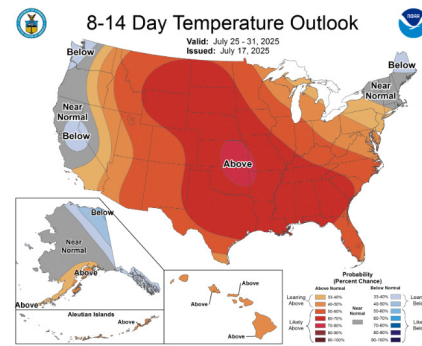 8-14 Day Temperature Outlook
Valid: July 25 - 31, 2025
Issued: July 17, 2025
Below
Below
Near
Normal
Near
Normal
Below
Above
Below
Near
Normal
Above
Above
Aleutian Islands
Above
Above
Above
Above
Above
Probability
(Percent Chance)
Above Normal
Below Normal
Leaning
Above
33-40%
40-50%
50-60%
60-70%
70-80%
80-90%
90-100%
Likely
Above
Near
Normal
33-40%
40-50%
50-60%
60-70%
70-80%
80-90%
90-100%